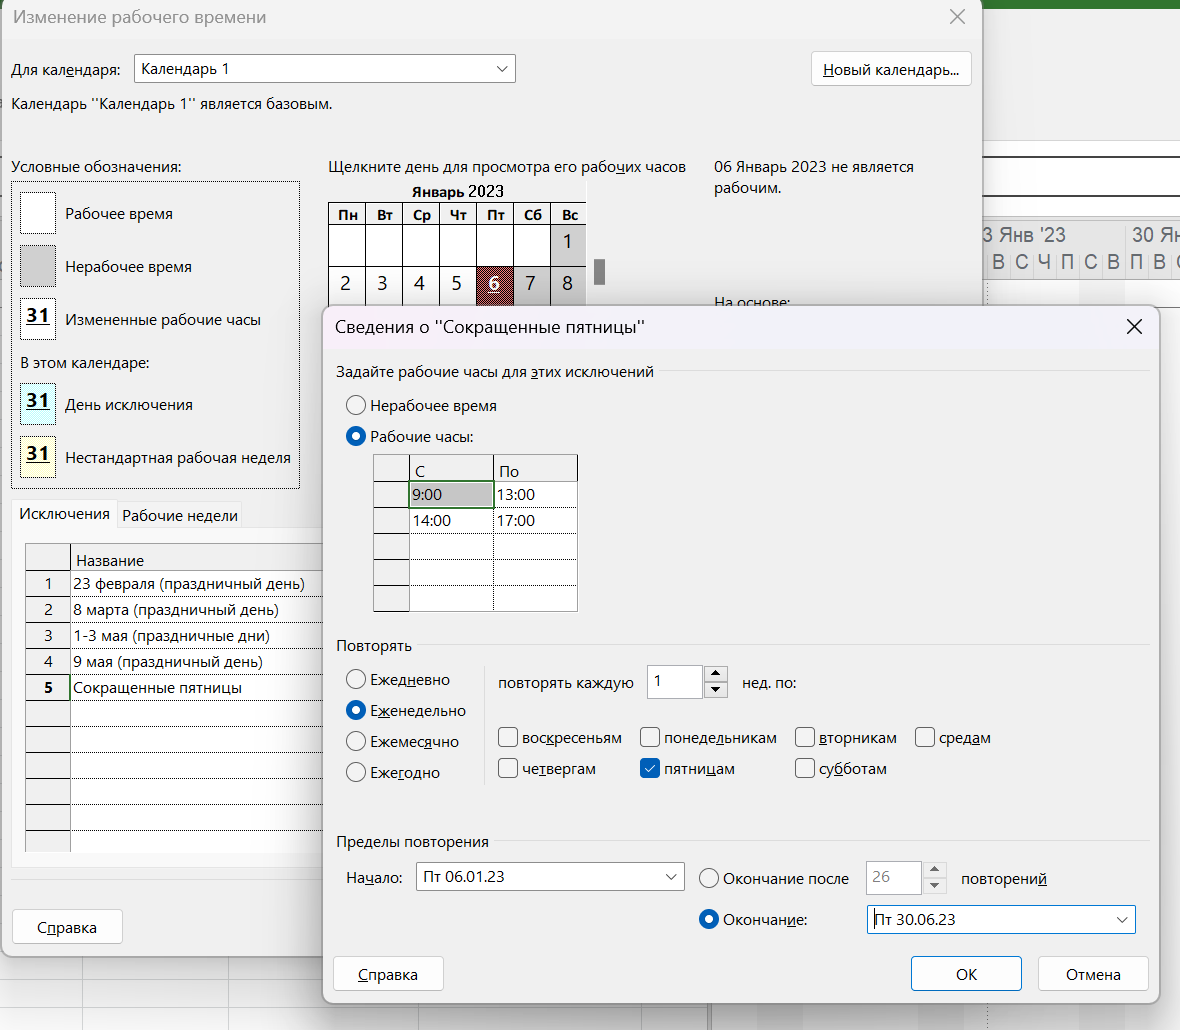 Изменение рабочего времени
Для календаря:
Календарь 1
Новый календарь...
Календарь ''Календарь 1'' является базовым.
Условные обозначения:
Рабочее время
Нерабочее время
31 Измененные рабочие часы
В этом календаре:
31 День исключения
31 Нестандартная рабочая неделя
Щелкните день для просмотра его рабочих часов
Январь 2023
Пн Вт Ср Чт Пт Сб Вс
1
2 3 4 5 6 7 8
06 Январь 2023 не является
рабочим.
На основе:
3 Янв '23
30
В С Ч П С В П В
Исключения
Рабочие недели
Название
1 23 февраля (праздничный день)
2 8 марта (праздничный день)
3 1-3 мая (праздничные дни)
4 9 мая (праздничный день)
5 Сокращенные пятницы
Справка
Сведения о ''Сокращенные пятницы''
Задайте рабочие часы для этих исключений
Нерабочее время
Рабочие часы:
С По
9:00 13:00
14:00 17:00
Повторять
Ежедневно
Еженедельно
Ежемесячно
Ежегодно
повторять каждую 1 нед. по:
воскресеньям понедельникам вторникам средам
четвергам пятницам субботам
Пределы повторения
Начало: Пт 06.01.23
Окончание после 26 повторений
Окончание: Пт 30.06.23
Справка
ОК
Отмена